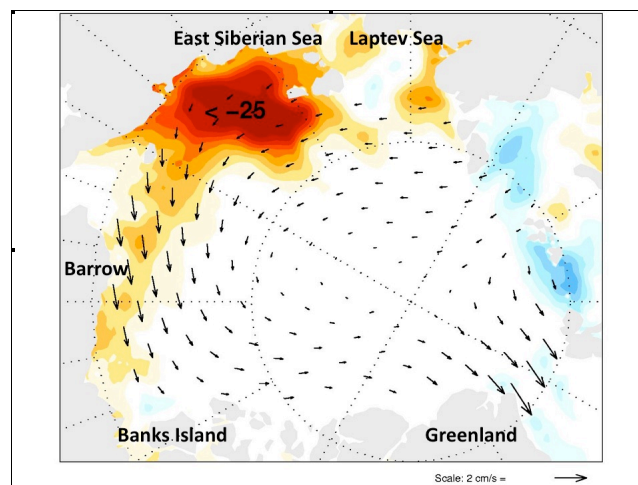 East Siberian Sea Laptev Sea
< −25
Barrow
Banks Island Greenland
Scale: 2 cm/s =